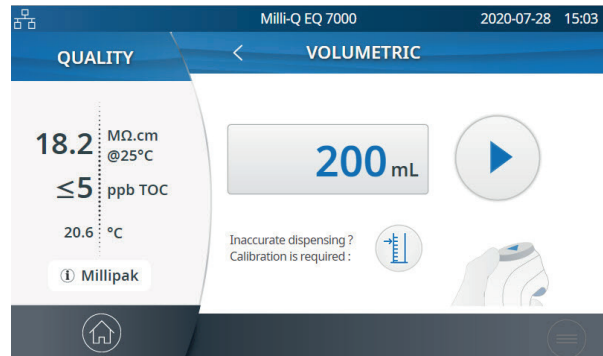 Milli-Q EQ 7000 2020-07-28 15:03
QUALITY
VOLUMETRIC
18.2 MΩ.cm @25°C
≤5 ppb TOC
20.6 °C
i Millipak
200 mL
Inaccurate dispensing ?
Calibration is required :